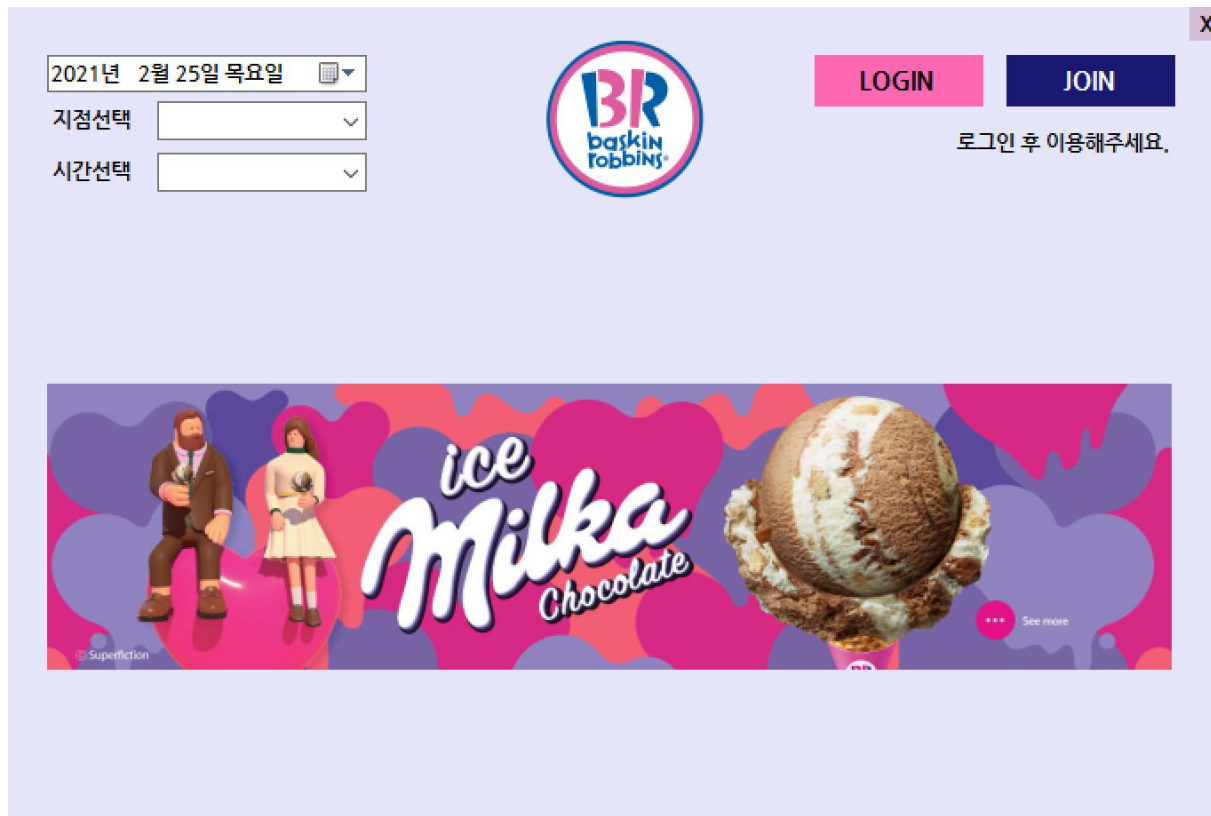 X
2021년 2월 25일 목요일
지점선택
시간선택
BR
baskin
robbins
LOGIN
JOIN
로그인 후 이용해주세요.
ice
Milka
Chocolate
See more
ⓒ Superfiction
BR